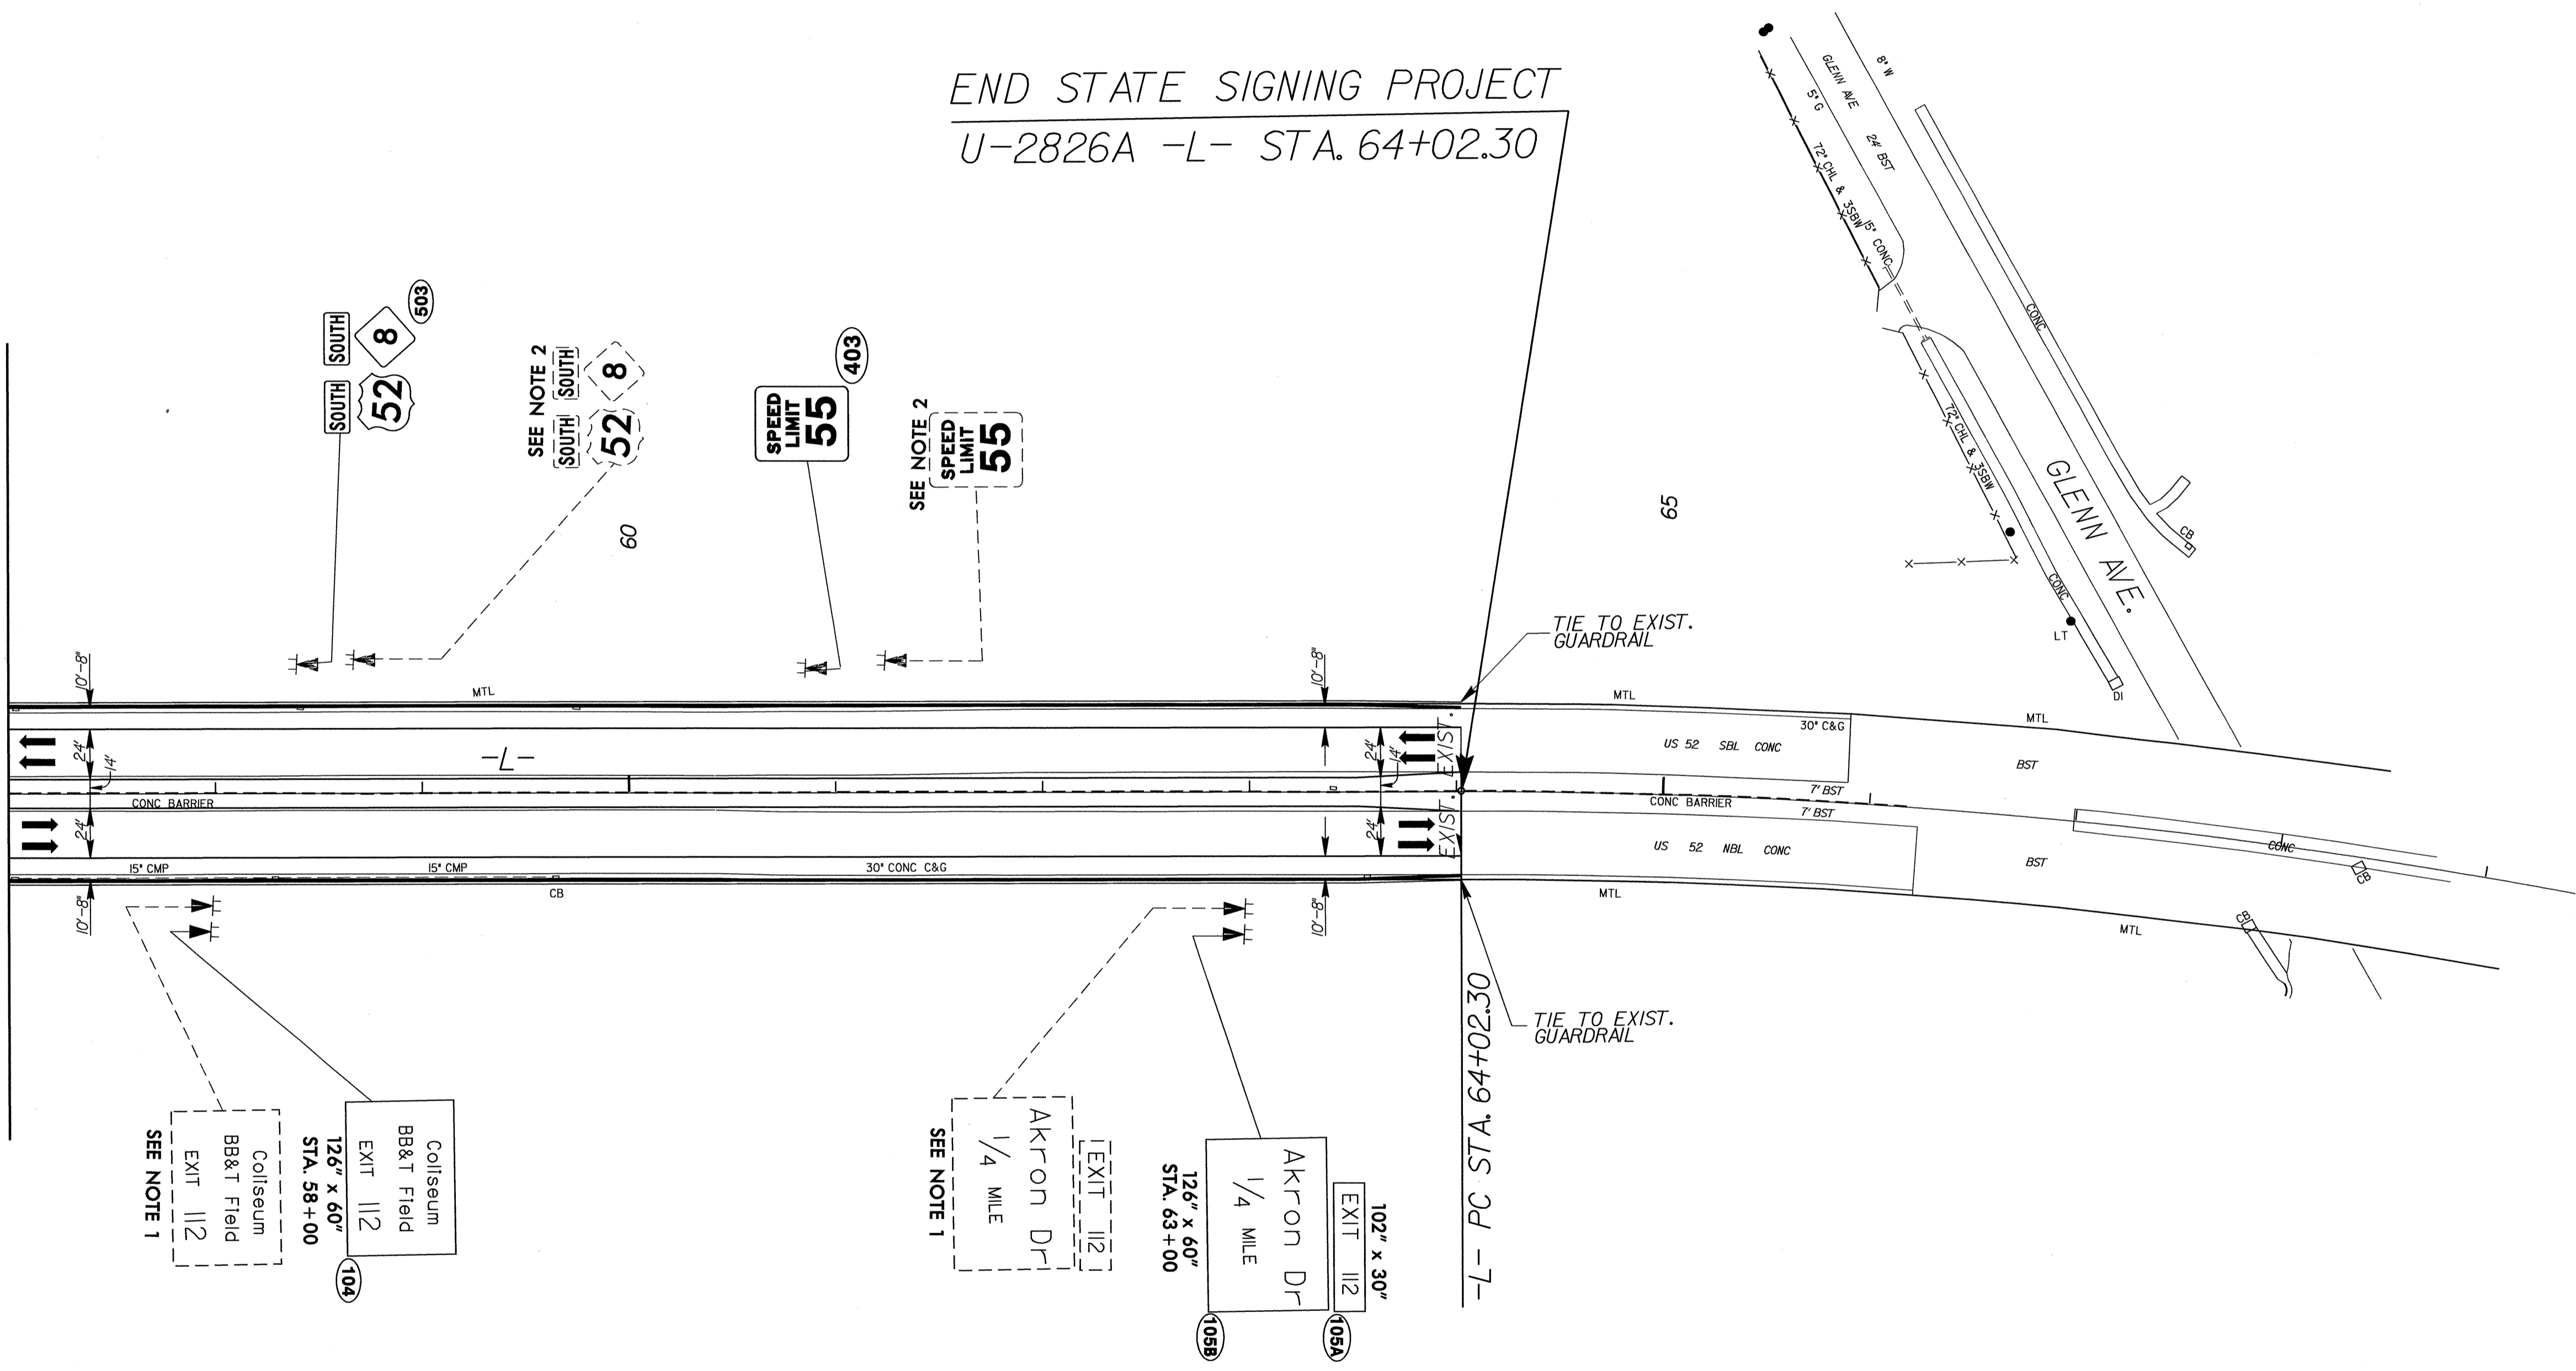 END STATE SIGNING PROJECT
U-2826A -L- STA. 64+02.30
8" W
GLENN AVE
5" G
24' BST
72" CHL & 3SBW
15" CONC
CONC
72" CHL & 3SBW
GLENN AVE.
CB
CONC
LT
DI
503
SOUTH
8
SOUTH
52
SEE NOTE 2
SOUTH
8
SOUTH
52
60
403
SPEED
LIMIT
55
SEE NOTE 2
SPEED
LIMIT
55
65
TIE TO EXIST.
GUARDRAIL
10'-8"
MTL
10'-8"
MTL
MTL
30" C&G
24'
14'
-L-
24'
14'
EXIST.
US 52 SBL CONC
BST
7' BST
CONC BARRIER
CONC BARRIER
7' BST
24'
24'
EXIST.
US 52 NBL CONC
BST
CONC
CB
15" CMP
15" CMP
30" CONC C&G
CB
10'-8"
10'-8"
MTL
MTL
CB
-L- PC STA. 64+02.30
TIE TO EXIST.
GUARDRAIL
Coliseum
BB&T Field
EXIT 112
SEE NOTE 1
Coliseum
BB&T Field
EXIT 112
126" x 60"
STA. 58+00
104
EXIT 112
Akron Dr
1/4 MILE
SEE NOTE 1
102" x 30"
EXIT 112
Akron Dr
1/4 MILE
126" x 60"
STA. 63+00
105B
105A